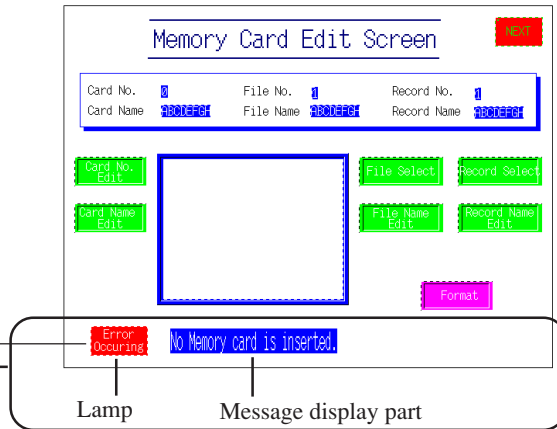 Memory Card Edit Screen
NEXT
Card No. 0 File No. 1 Record No. 1
Card Name ABCDEFGH File Name ABCDEFGH Record Name ABCDEFGH
Card No.
Edit
File Select
Record Select
Card Name
Edit
File Name
Edit
Record Name
Edit
Format
Error
Occuring
No Memory card is inserted.
Lamp
Message display part